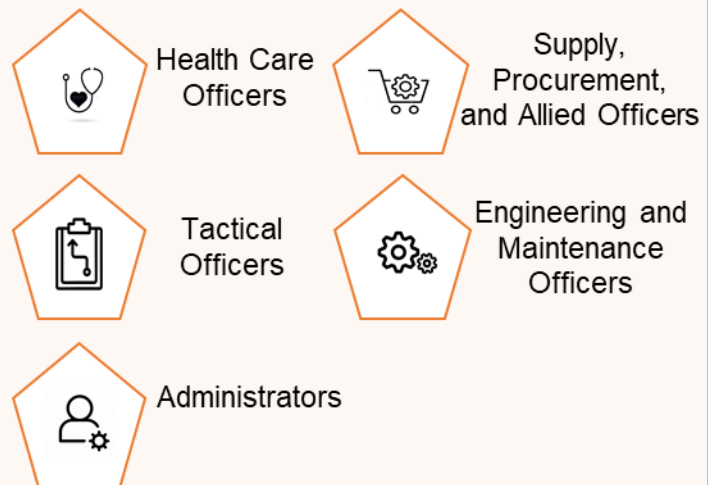 Health Care
Officers
Supply,
Procurement,
and Allied Officers
Tactical
Officers
Engineering and
Maintenance
Officers
Administrators